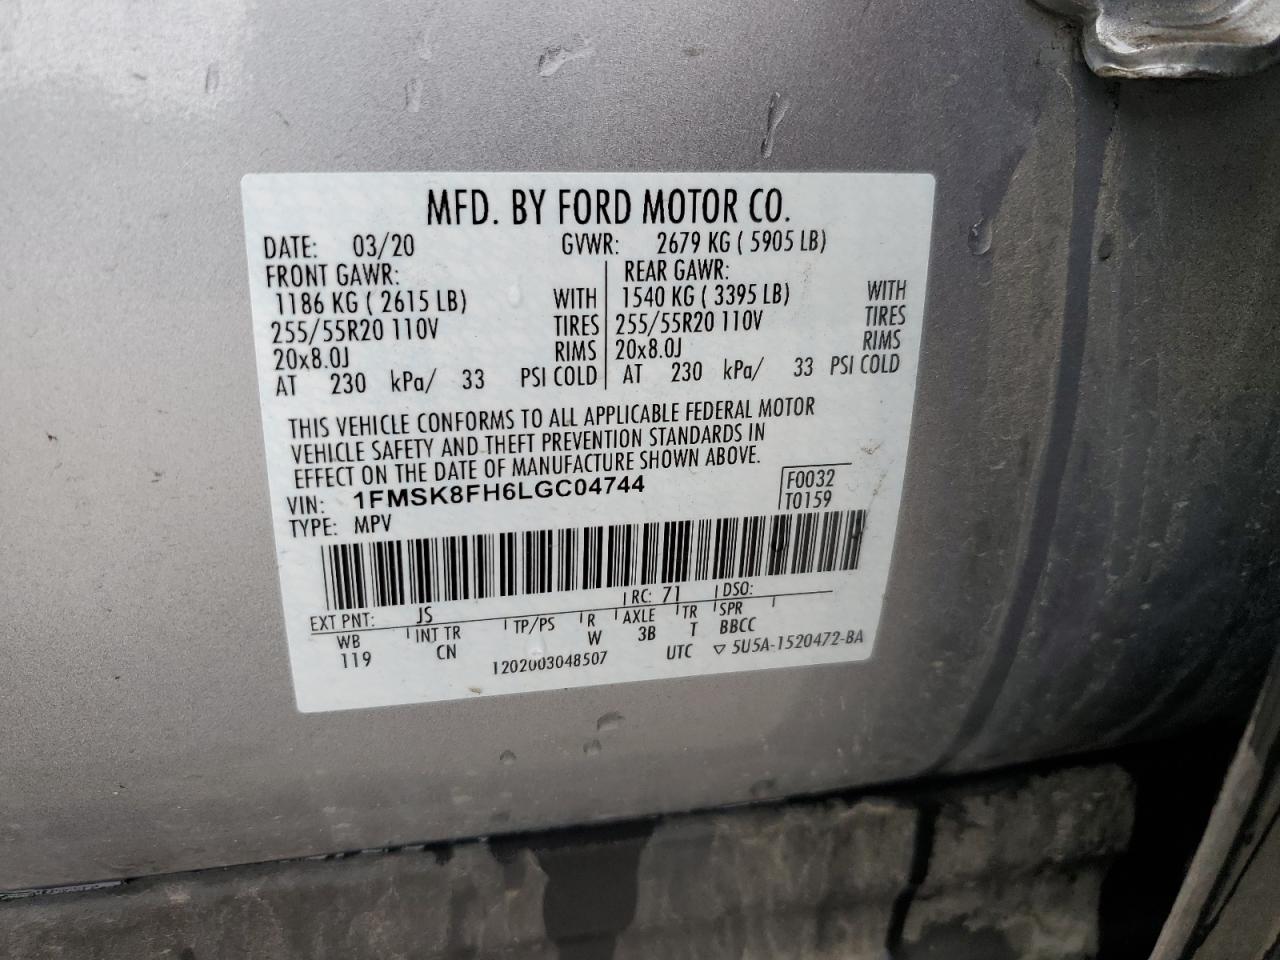 MFD. BY FORD MOTOR CO.
DATE: 03/20 GVWR: 2679 KG ( 5905 LB)
FRONT GAWR: REAR GAWR:
1186 KG ( 2615 LB) WITH 1540 KG ( 3395 LB) WITH
255/55R20 110V TIRES 255/55R20 110V TIRES
20x8.0J RIMS 20x8.0J RIMS
AT 230 kPa/ 33 PSI COLD AT 230 kPa/ 33 PSI COLD
THIS VEHICLE CONFORMS TO ALL APPLICABLE FEDERAL MOTOR
VEHICLE SAFETY AND THEFT PREVENTION STANDARDS IN
EFFECT ON THE DATE OF MANUFACTURE SHOWN ABOVE.
VIN: 1FMSK8FH6LGC04744 F0032
TYPE: MPV T0159
EXT PNT: JS RC: 71 DSO:
WB INT TR TP/PS R AXLE TR SPR
119 CN W 3B T BBCC
1202003048507 UTC ▽ 5U5A-1520472-BA